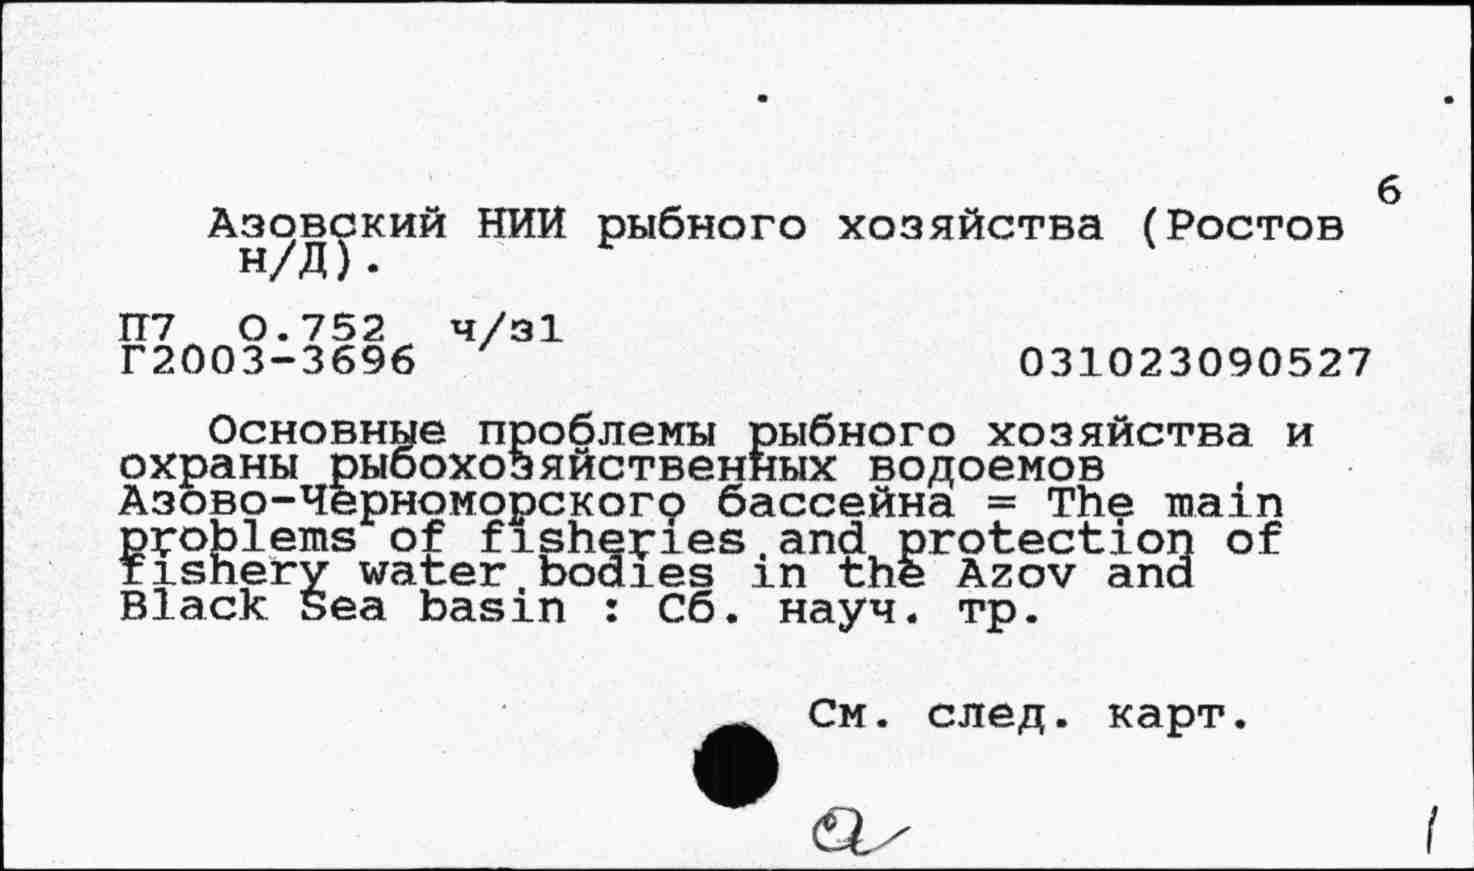 6
Азовский НИИ рыбного хозяйства (Ростов
н/Д).
П7 О.752 ч/з1
Г2003-3696 031023090527
Основные проблемы рыбного хозяйства и
охраны рыбохозяйственных водоемов
Азово-Черноморского бассейна = The main
problems of fisheries and protection of
fishery water bodies in the Azov and
Black Sea basin : Сб. науч. тр.
См. след. карт.
а
1